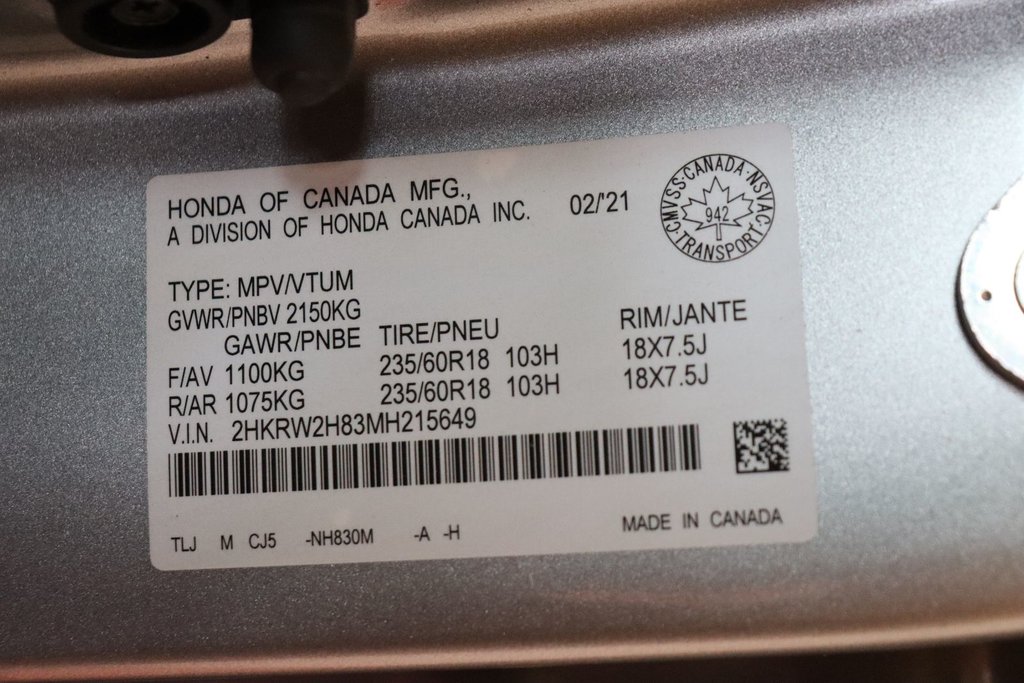 HONDA OF CANADA MFG.,
A DIVISION OF HONDA CANADA INC.
02/'21
CMVSS·CANADA·NSVAC
942
·TRANSPORT·
TYPE: MPV/VTUM
GVWR/PNBV 2150KG
GAWR/PNBE TIRE/PNEU RIM/JANTE
F/AV 1100KG 235/60R18 103H 18X7.5J
R/AR 1075KG 235/60R18 103H 18X7.5J
V.I.N. 2HKRW2H83MH215649
TLJ M CJ5 -NH830M -A -H MADE IN CANADA